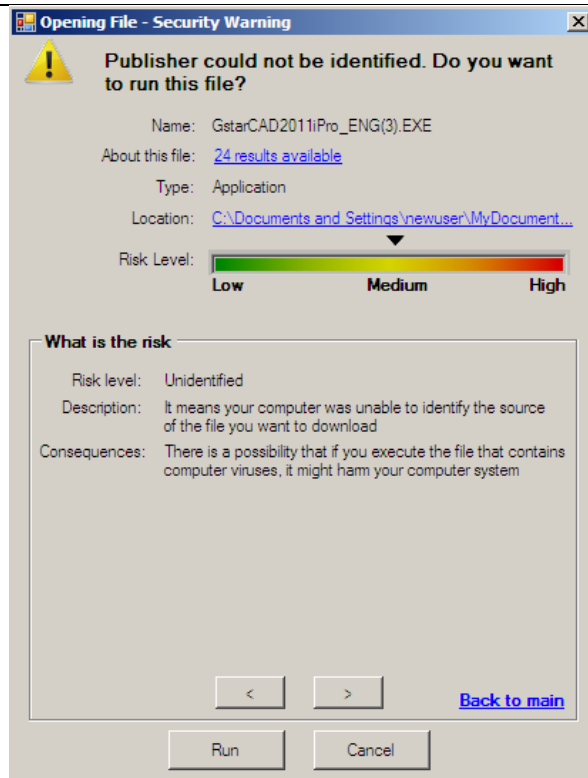 Opening File - Security Warning
Publisher could not be identified. Do you want
to run this file?
Name: GstarCAD2011iPro_ENG(3).EXE
About this file: 24 results available
Type: Application
Location: C:\Documents and Settings\newuser\MyDocument...
Risk Level:
Low Medium High
What is the risk
Risk level: Unidentified
Description: It means your computer was unable to identify the source
of the file you want to download
Consequences: There is a possibility that if you execute the file that contains
computer viruses, it might harm your computer system
< >
Back to main
Run Cancel